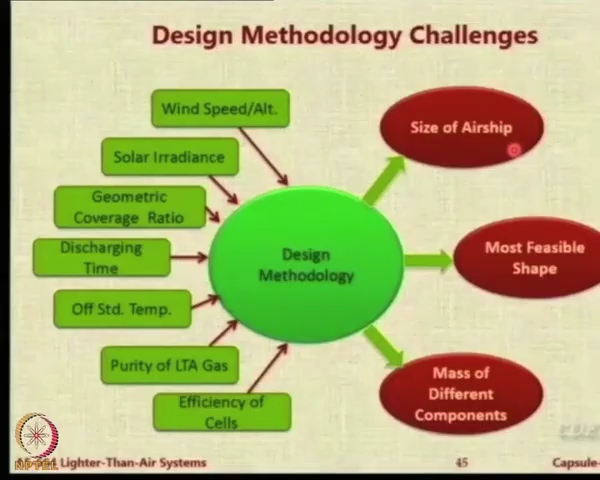 Design Methodology Challenges
Wind Speed/Alt.
Solar Irradiance
Geometric
Coverage Ratio
Discharging
Time
Off Std. Temp.
Purity of LTA Gas
Efficiency of
Cells
Design
Methodology
Size of Airship
Most Feasible
Shape
Mass of
Different
Components
NPTEL
Lighter-Than-Air Systems
45
Capsule-